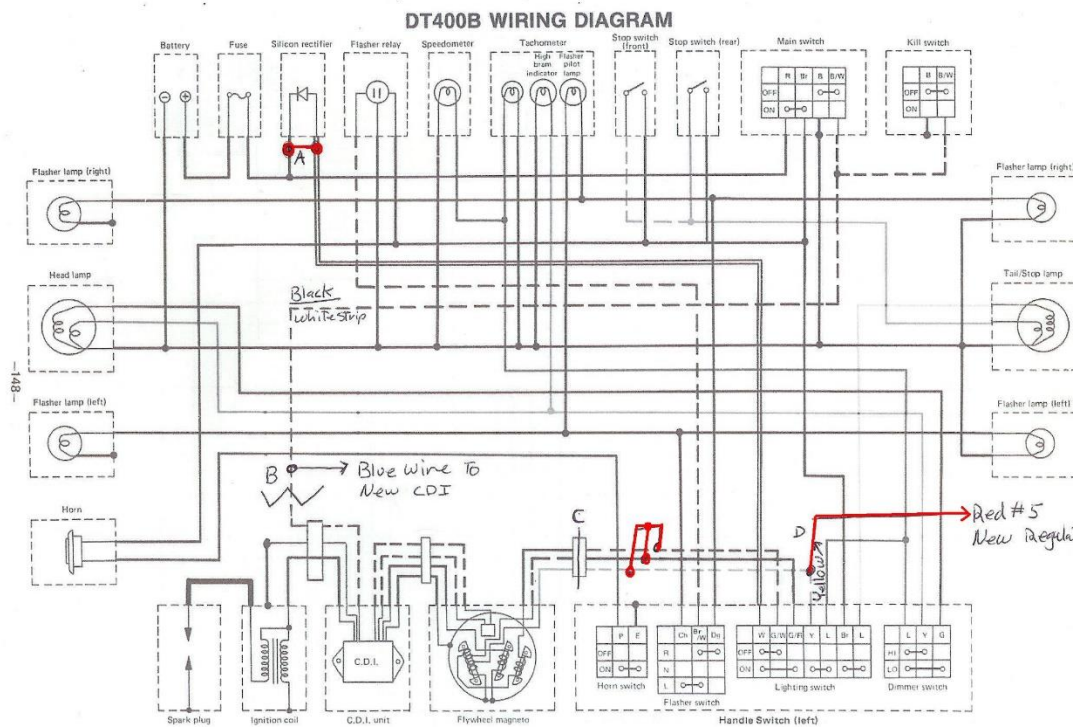 DT400B WIRING DIAGRAM
Battery
Fuse
Silicon rectifier
Flasher relay
Speedometer
Tachometer
High
bram
indicator
Flasher
pilot
lamp
Stop switch
(front)
Stop switch (rear)
Main switch
R Br B B/W
OFF
ON
Kill switch
B B/W
OFF
ON
A
Flasher lamp (right)
Flasher lamp (right)
Head lamp
Tail/Stop lamp
Black
White strip
—148—
Flasher lamp (left)
Flasher lamp (left)
B
Blue Wire To
New CDI
Horn
C
D
Red #5
New Regul
Yellow
P E
OFF
ON
Horn switch
Ch Br/W Dg
R
N
L
Flasher switch
W G/W G/R Y L Br L
OFF
ON
Lighting switch
L Y G
HI
LO
Dimmer switch
C.D.I.
Spark plug
Ignition coil
C.D.I. unit
Flywheel magneto
Handle Switch (left)